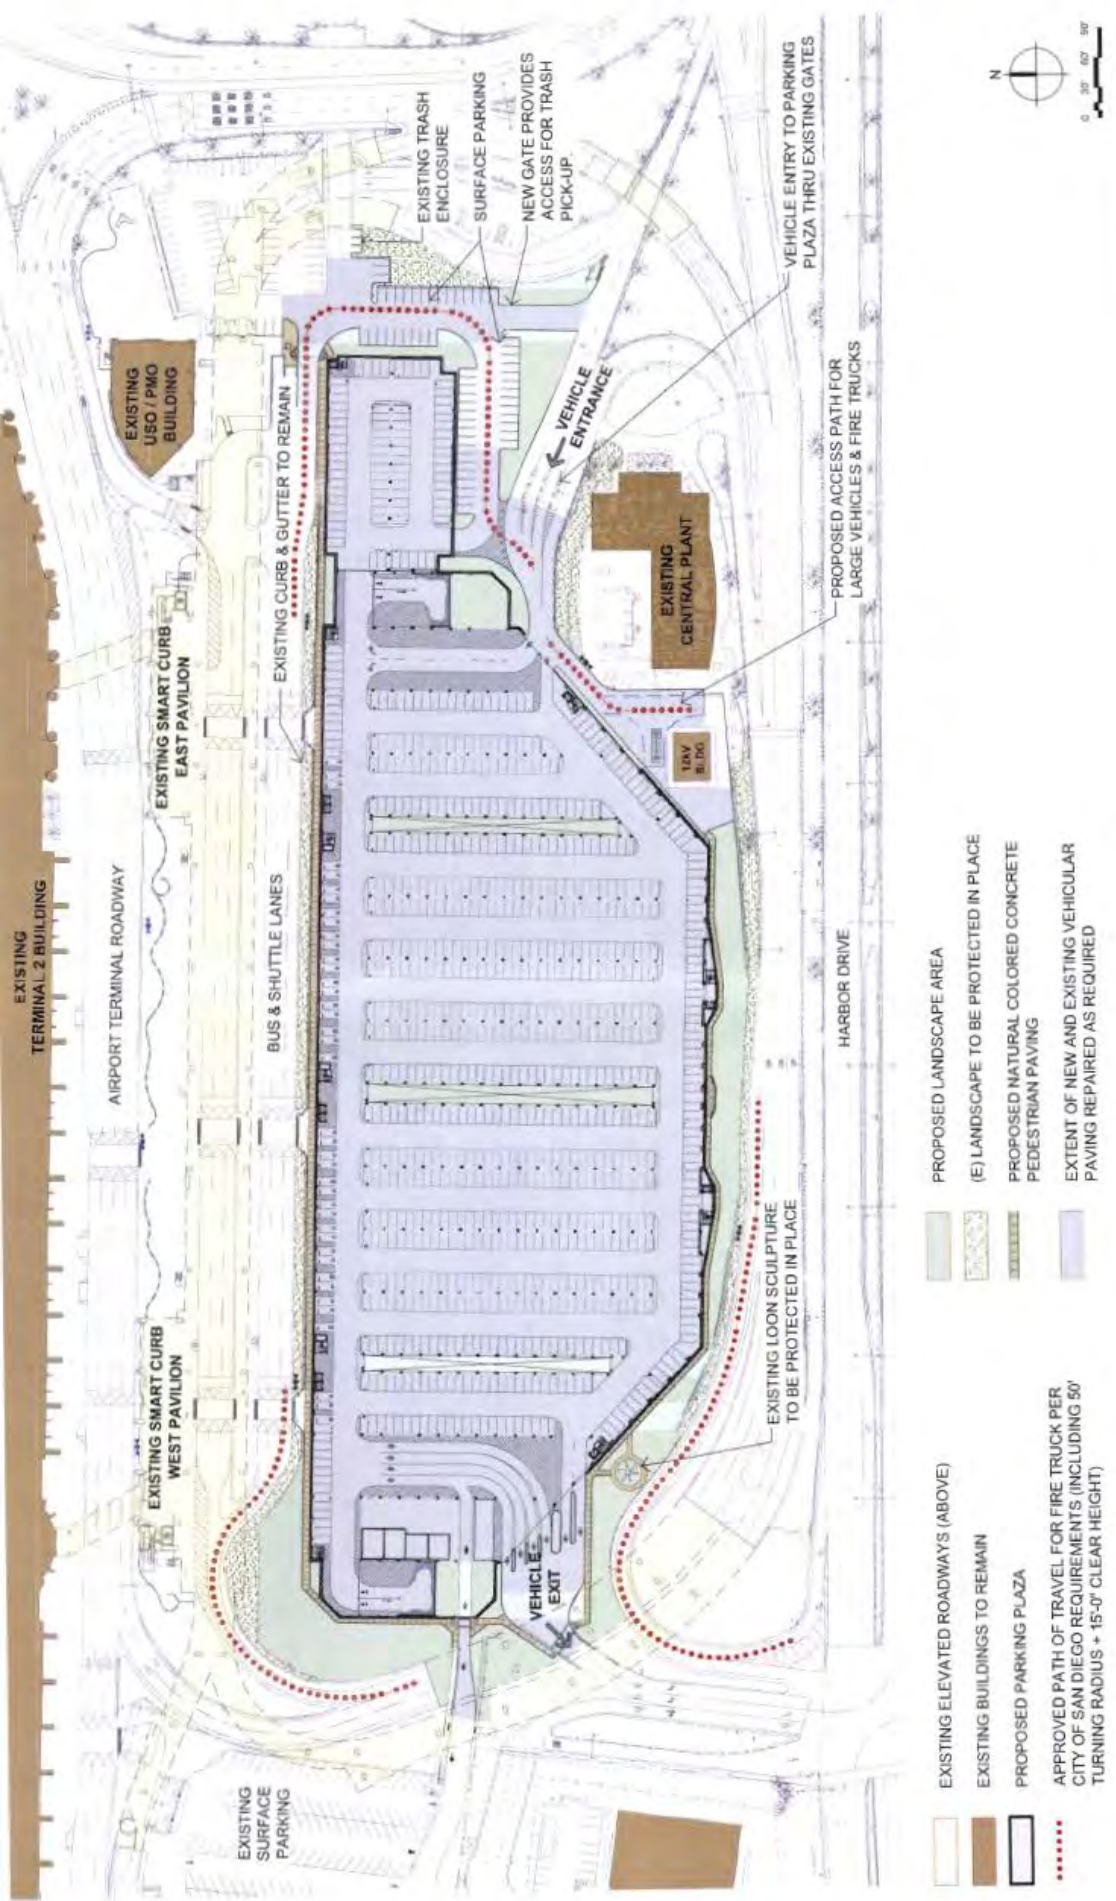 EXISTING
TERMINAL 2 BUILDING
AIRPORT TERMINAL ROADWAY
EXISTING
USO / PMO
BUILDING
EXISTING SMART CURB
WEST PAVILION
EXISTING SMART CURB
EAST PAVILION
BUS & SHUTTLE LANES
EXISTING CURB & GUTTER TO REMAIN
EXISTING TRASH
ENCLOSURE
SURFACE PARKING
NEW GATE PROVIDES
ACCESS FOR TRASH
PICK-UP.
EXISTING
SURFACE
PARKING
VEHICLE
EXIT
VEHICLE
ENTRANCE
VEHICLE ENTRY TO PARKING
PLAZA THRU EXISTING GATES
EXISTING
CENTRAL PLANT
12KV
BLDG
PROPOSED ACCESS PATH FOR
LARGE VEHICLES & FIRE TRUCKS
EXISTING LOON SCULPTURE
TO BE PROTECTED IN PLACE
HARBOR DRIVE
EXISTING ELEVATED ROADWAYS (ABOVE)
EXISTING BUILDINGS TO REMAIN
PROPOSED PARKING PLAZA
APPROVED PATH OF TRAVEL FOR FIRE TRUCK PER
CITY OF SAN DIEGO REQUIREMENTS (INCLUDING 50'
TURNING RADIUS + 15'-0" CLEAR HEIGHT)
PROPOSED LANDSCAPE AREA
(E) LANDSCAPE TO BE PROTECTED IN PLACE
PROPOSED NATURAL COLORED CONCRETE
PEDESTRIAN PAVING
EXTENT OF NEW AND EXISTING VEHICULAR
PAVING REPAIRED AS REQUIRED
N
0 30' 60' 90'